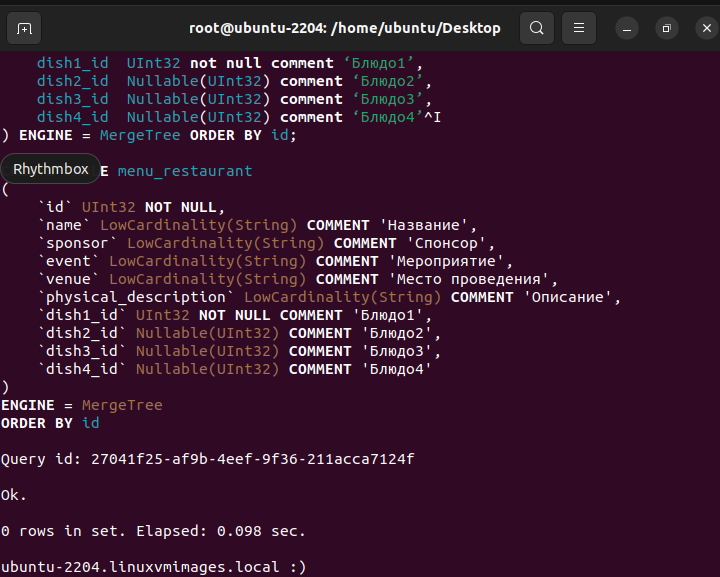 root@ubuntu-2204: /home/ubuntu/Desktop
dish1_id  UInt32 not null comment ‘Блюдо1’,
dish2_id  Nullable(UInt32) comment ‘Блюдо2’,
dish3_id  Nullable(UInt32) comment ‘Блюдо3’,
dish4_id  Nullable(UInt32) comment ‘Блюдо4’^I
) ENGINE = MergeTree ORDER BY id;
Rhythmbox E menu_restaurant
(
`id` UInt32 NOT NULL,
`name` LowCardinality(String) COMMENT 'Название',
`sponsor` LowCardinality(String) COMMENT 'Спонсор',
`event` LowCardinality(String) COMMENT 'Мероприятие',
`venue` LowCardinality(String) COMMENT 'Место проведения',
`physical_description` LowCardinality(String) COMMENT 'Описание',
`dish1_id` UInt32 NOT NULL COMMENT 'Блюдо1',
`dish2_id` Nullable(UInt32) COMMENT 'Блюдо2',
`dish3_id` Nullable(UInt32) COMMENT 'Блюдо3',
`dish4_id` Nullable(UInt32) COMMENT 'Блюдо4'
)
ENGINE = MergeTree
ORDER BY id
Query id: 27041f25-af9b-4eef-9f36-211acca7124f
Ok.
0 rows in set. Elapsed: 0.098 sec.
ubuntu-2204.linuxvmimages.local :)